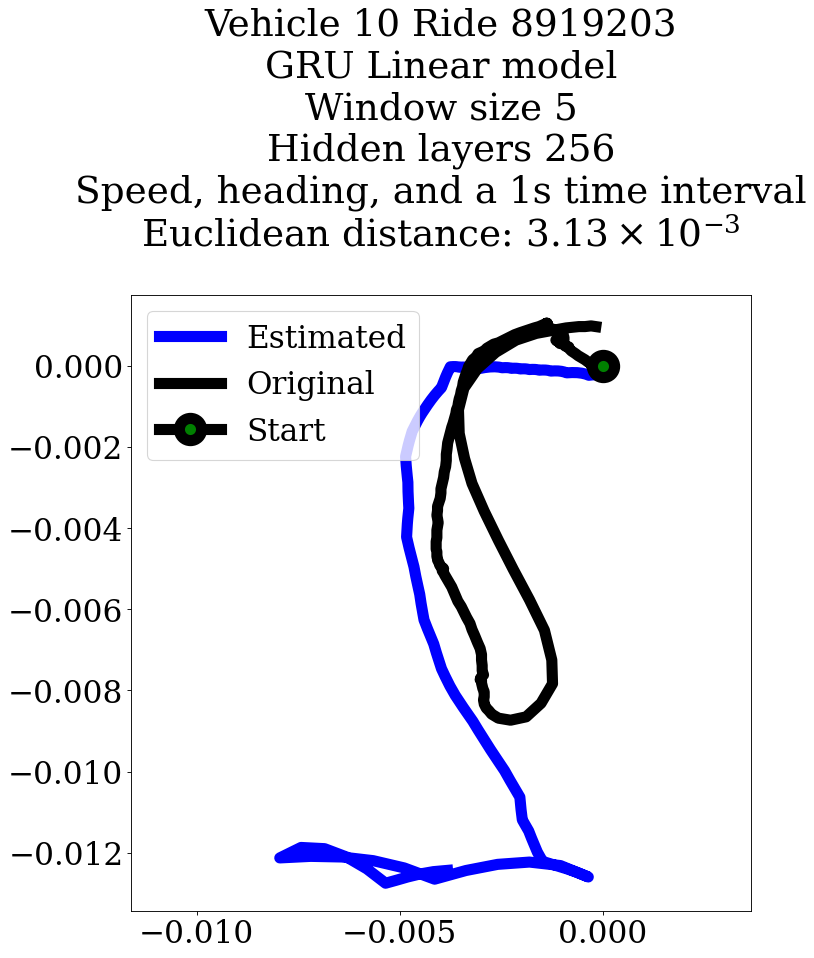 Vehicle 10 Ride 8919203
GRU Linear model
Window size 5
Hidden layers 256
Speed, heading, and a 1s time interval
Euclidean distance: 3.13 × 10⁻³
Estimated
Original
Start
0.000
−0.002
−0.004
−0.006
−0.008
−0.010
−0.012
−0.010 −0.005 0.000